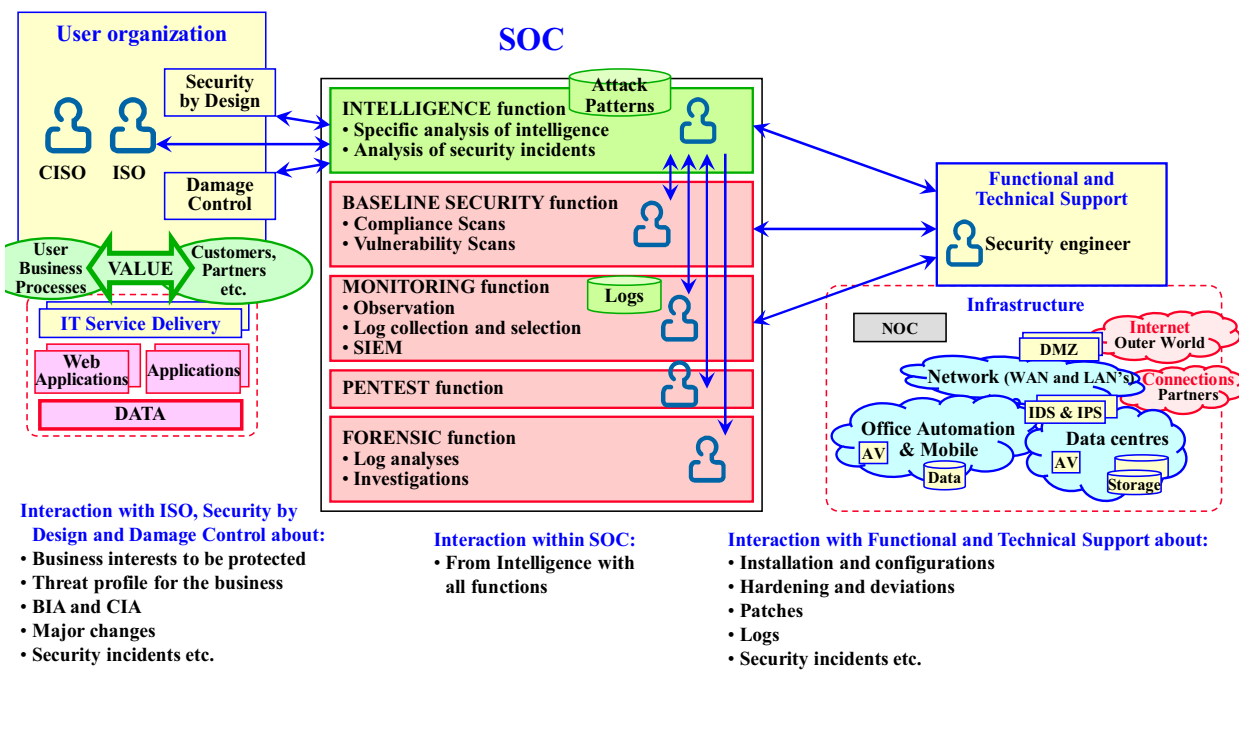 User organization
Security
by Design
CISO
ISO
Damage
Control
User
Business
Processes
VALUE
Customers,
Partners
etc.
IT Service Delivery
Web
Applications
Applications
DATA
SOC
Attack
Patterns
INTELLIGENCE function
• Specific analysis of intelligence
• Analysis of security incidents
BASELINE SECURITY function
• Compliance Scans
• Vulnerability Scans
MONITORING function
• Observation
• Log collection and selection
• SIEM
Logs
PENTEST function
FORENSIC function
• Log analyses
• Investigations
Functional and
Technical Support
Security engineer
Infrastructure
NOC
Internet
Outer World
DMZ
Network (WAN and LAN's)
Connections
Partners
IDS & IPS
Office Automation
& Mobile
AV
Data
Data centres
AV
Storage
Interaction with ISO, Security by
Design and Damage Control about:
• Business interests to be protected
• Threat profile for the business
• BIA and CIA
• Major changes
• Security incidents etc.
Interaction within SOC:
• From Intelligence with
all functions
Interaction with Functional and Technical Support about:
• Installation and configurations
• Hardening and deviations
• Patches
• Logs
• Security incidents etc.